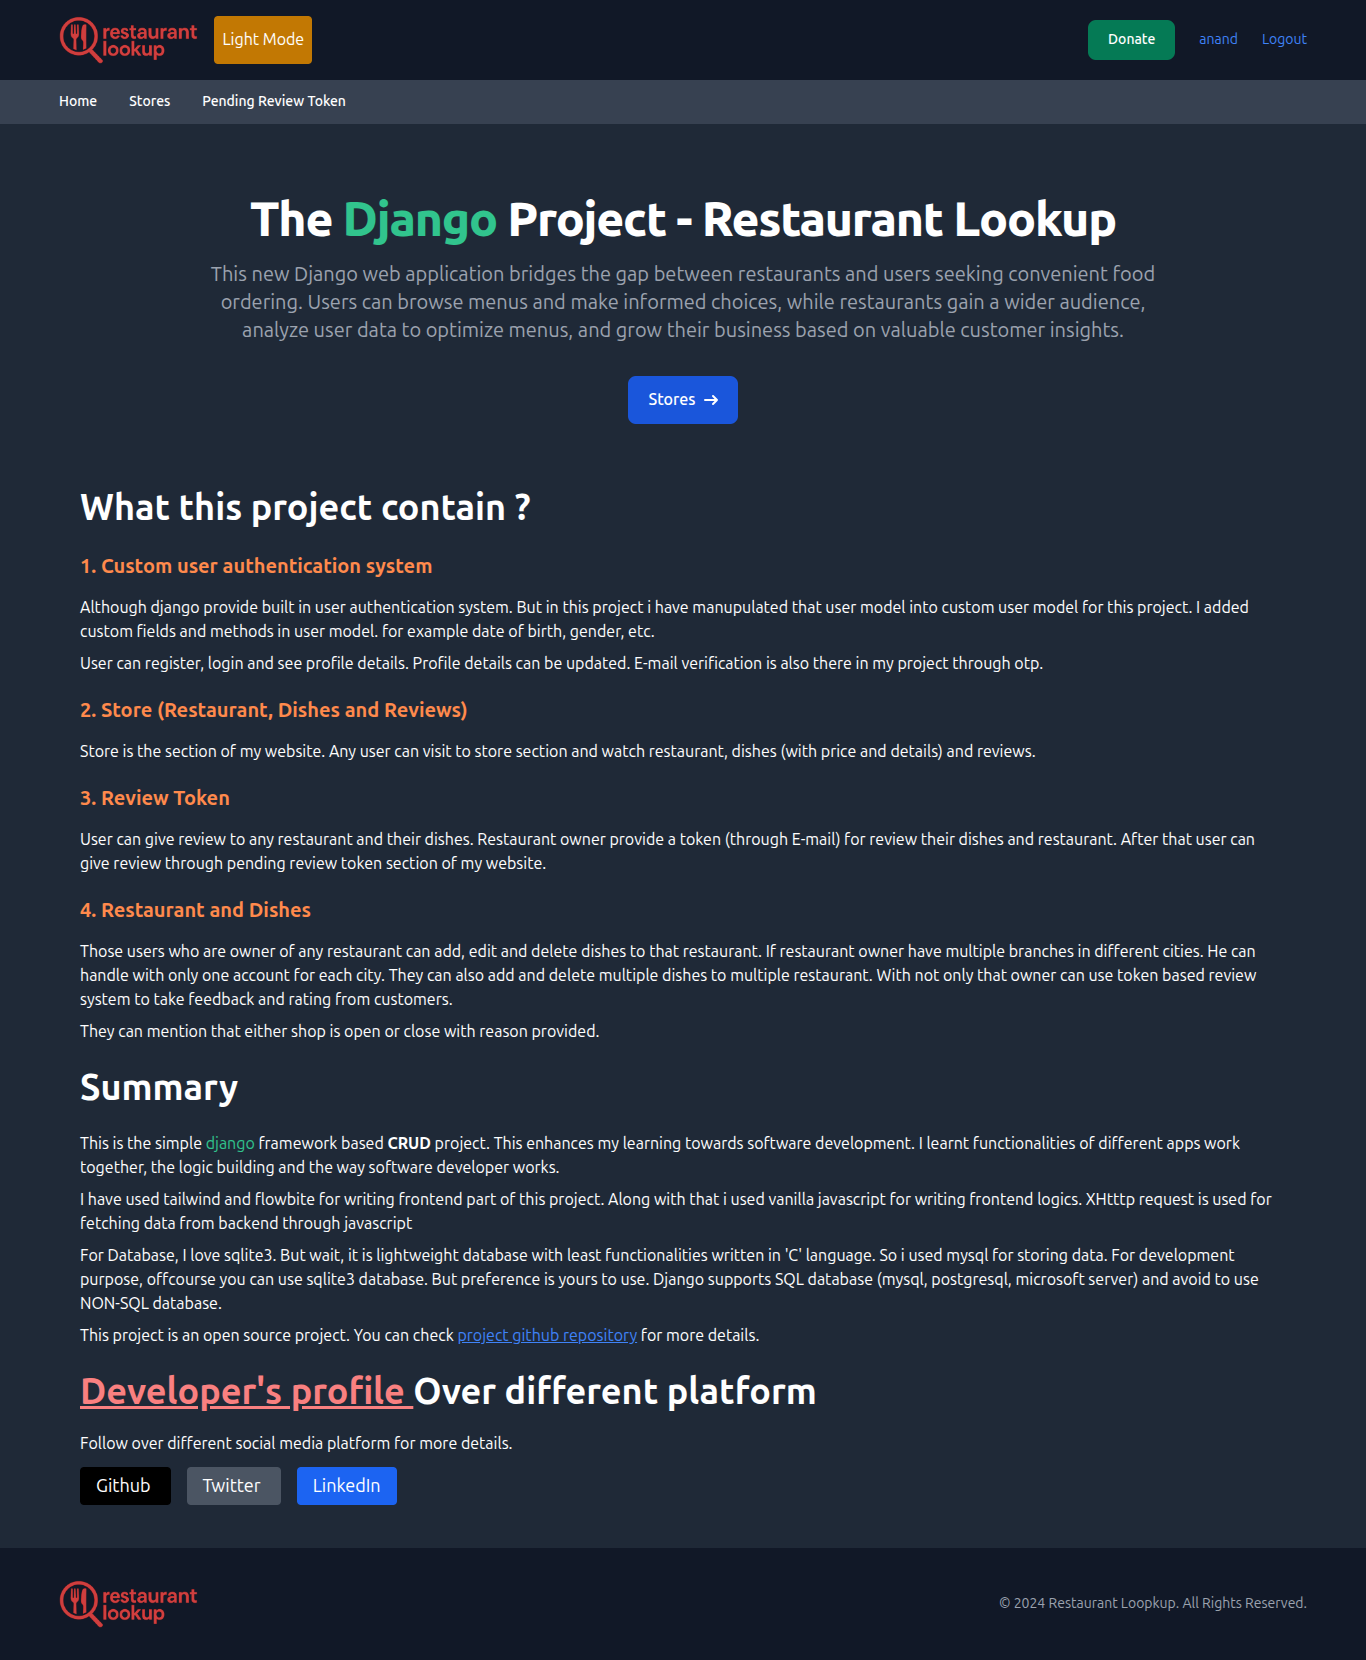 restaurant
lookup
Light Mode
Donate
anand
Logout
Home
Stores
Pending Review Token
The Django Project - Restaurant Lookup
This new Django web application bridges the gap between restaurants and users seeking convenient food
ordering. Users can browse menus and make informed choices, while restaurants gain a wider audience,
analyze user data to optimize menus, and grow their business based on valuable customer insights.
Stores
What this project contain ?
1. Custom user authentication system
Although django provide built in user authentication system. But in this project i have manupulated that user model into custom user model for this project. I added
custom fields and methods in user model. for example date of birth, gender, etc.
User can register, login and see profile details. Profile details can be updated. E-mail verification is also there in my project through otp.
2. Store (Restaurant, Dishes and Reviews)
Store is the section of my website. Any user can visit to store section and watch restaurant, dishes (with price and details) and reviews.
3. Review Token
User can give review to any restaurant and their dishes. Restaurant owner provide a token (through E-mail) for review their dishes and restaurant. After that user can
give review through pending review token section of my website.
4. Restaurant and Dishes
Those users who are owner of any restaurant can add, edit and delete dishes to that restaurant. If restaurant owner have multiple branches in different cities. He can
handle with only one account for each city. They can also add and delete multiple dishes to multiple restaurant. With not only that owner can use token based review
system to take feedback and rating from customers.
They can mention that either shop is open or close with reason provided.
Summary
This is the simple django framework based CRUD project. This enhances my learning towards software development. I learnt functionalities of different apps work
together, the logic building and the way software developer works.
I have used tailwind and flowbite for writing frontend part of this project. Along with that i used vanilla javascript for writing frontend logics. XHtttp request is used for
fetching data from backend through javascript
For Database, I love sqlite3. But wait, it is lightweight database with least functionalities written in 'C' language. So i used mysql for storing data. For development
purpose, offcourse you can use sqlite3 database. But preference is yours to use. Django supports SQL database (mysql, postgresql, microsoft server) and avoid to use
NON-SQL database.
This project is an open source project. You can check project github repository for more details.
Developer's profile Over different platform
Follow over different social media platform for more details.
Github
Twitter
LinkedIn
restaurant
lookup
© 2024 Restaurant Loopkup. All Rights Reserved.